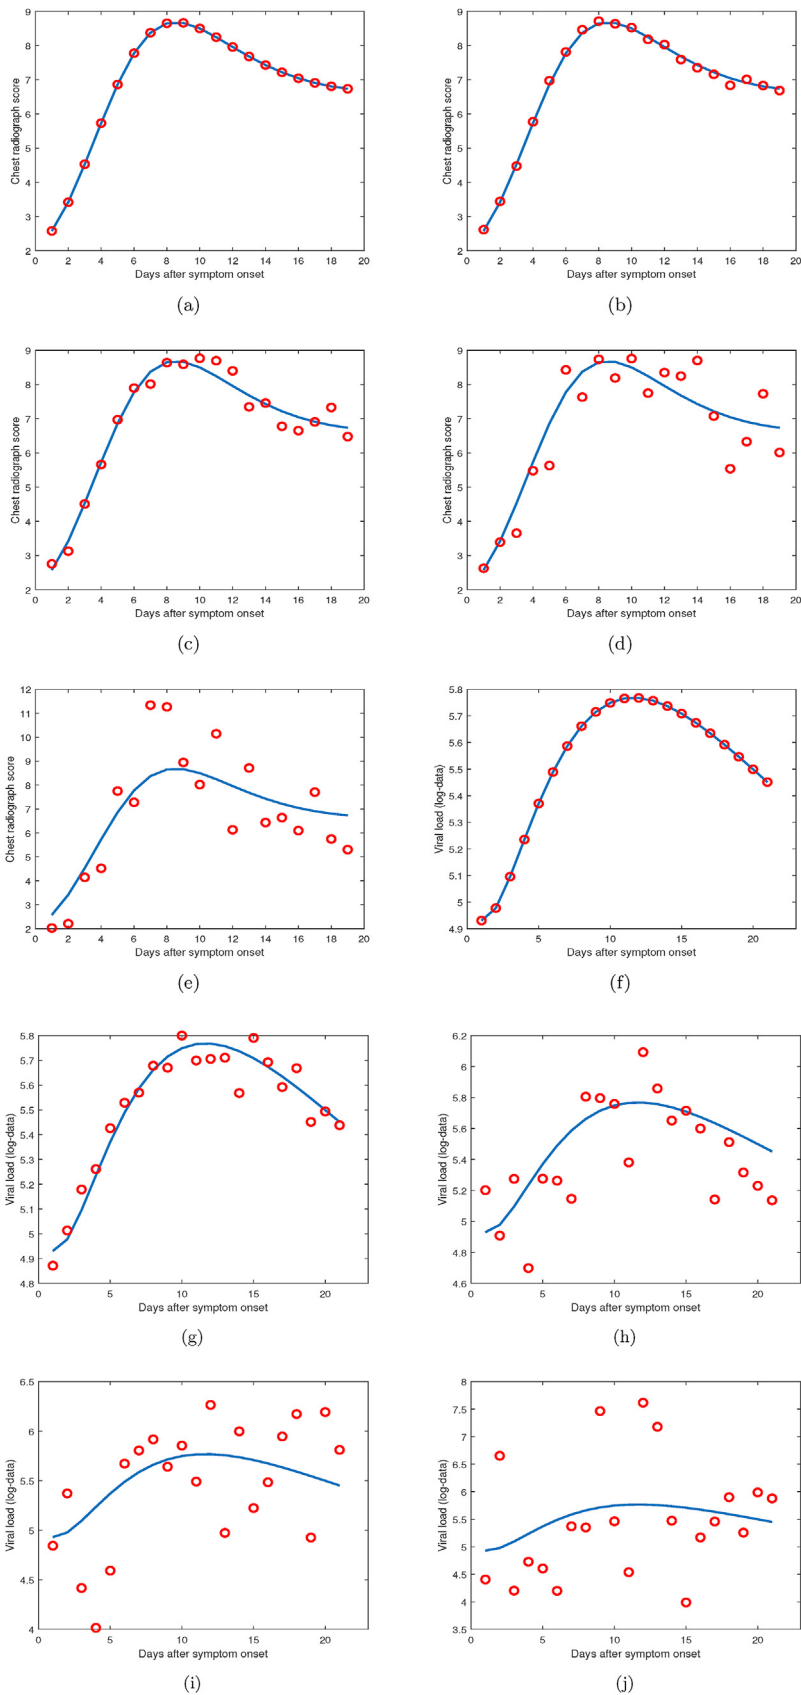 9
8
7
6
5
4
3
2
Chest radiograph score
0 2 4 6 8 10 12 14 16 18 20
Days after symptom onset
(a)
9
8
7
6
5
4
3
2
Chest radiograph score
0 2 4 6 8 10 12 14 16 18 20
Days after symptom onset
(b)
9
8
7
6
5
4
3
2
Chest radiograph score
0 2 4 6 8 10 12 14 16 18 20
Days after symptom onset
(c)
9
8
7
6
5
4
3
2
Chest radiograph score
0 2 4 6 8 10 12 14 16 18 20
Days after symptom onset
(d)
12
11
10
9
8
7
6
5
4
3
2
Chest radiograph score
0 2 4 6 8 10 12 14 16 18 20
Days after symptom onset
(e)
5.8
5.7
5.6
5.5
5.4
5.3
5.2
5.1
5
4.9
Viral load (log-data)
0 5 10 15 20
Days after symptom onset
(f)
5.8
5.7
5.6
5.5
5.4
5.3
5.2
5.1
5
4.9
4.8
Viral load (log-data)
0 5 10 15 20
Days after symptom onset
(g)
6.2
6
5.8
5.6
5.4
5.2
5
4.8
4.6
Viral load (log-data)
0 5 10 15 20
Days after symptom onset
(h)
6.5
6
5.5
5
4.5
4
Viral load (log-data)
0 5 10 15 20
Days after symptom onset
(i)
8
7.5
7
6.5
6
5.5
5
4.5
4
3.5
Viral load (log-data)
0 5 10 15 20
Days after symptom onset
(j)